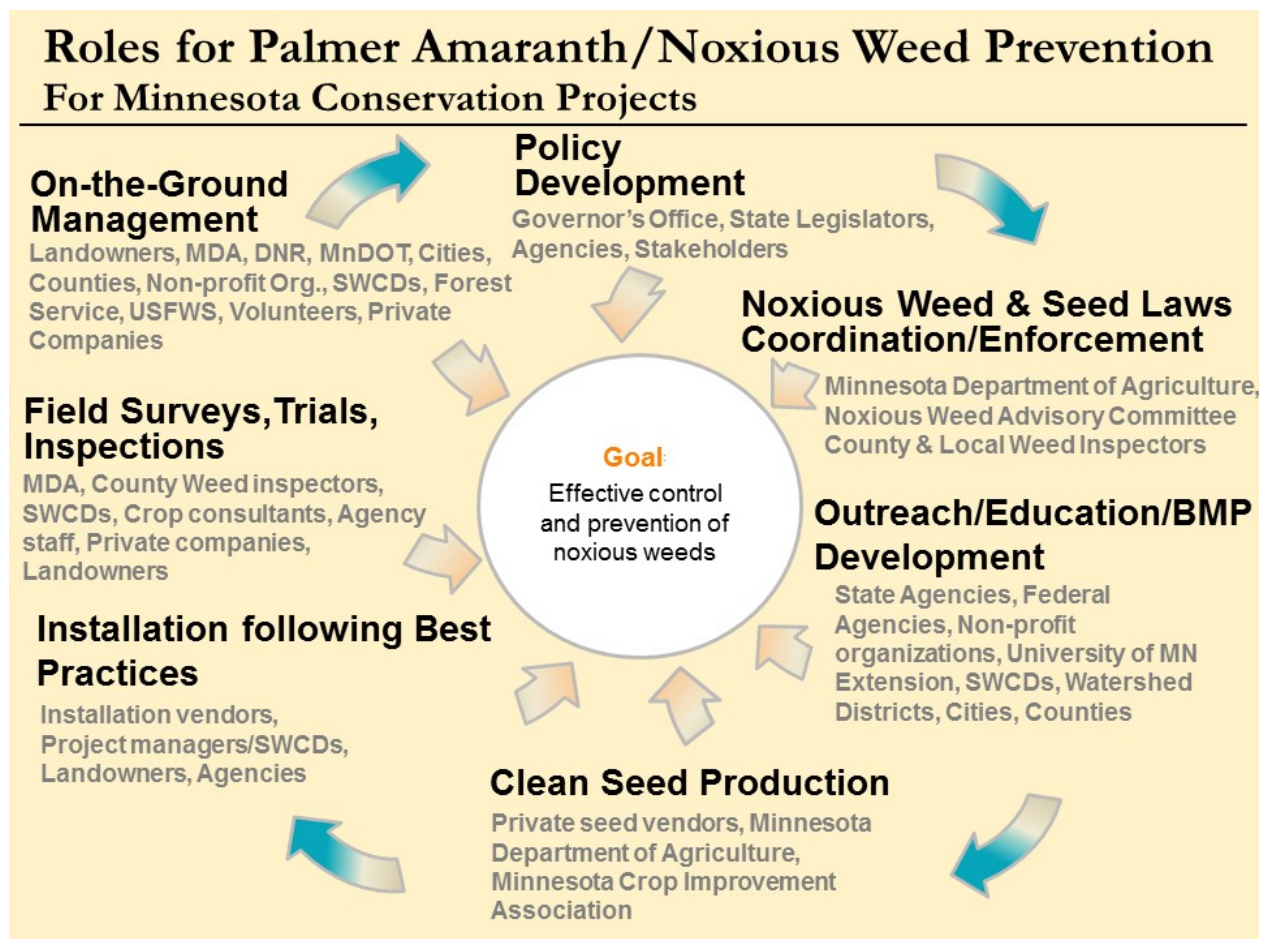 Roles for Palmer Amaranth/Noxious Weed Prevention
For Minnesota Conservation Projects
Policy
Development
Governor's Office, State Legislators,
Agencies, Stakeholders
On-the-Ground
Management
Landowners, MDA, DNR, MnDOT, Cities,
Counties, Non-profit Org., SWCDs, Forest
Service, USFWS, Volunteers, Private
Companies
Noxious Weed & Seed Laws
Coordination/Enforcement
Minnesota Department of Agriculture,
Noxious Weed Advisory Committee
County & Local Weed Inspectors
Field Surveys, Trials,
Inspections
MDA, County Weed inspectors,
SWCDs, Crop consultants, Agency
staff, Private companies,
Landowners
Goal:
Effective control
and prevention of
noxious weeds
Outreach/Education/BMP
Development
State Agencies, Federal
Agencies, Non-profit
organizations, University of MN
Extension, SWCDs, Watershed
Districts, Cities, Counties
Installation following Best
Practices
Installation vendors,
Project managers/SWCDs,
Landowners, Agencies
Clean Seed Production
Private seed vendors, Minnesota
Department of Agriculture,
Minnesota Crop Improvement
Association